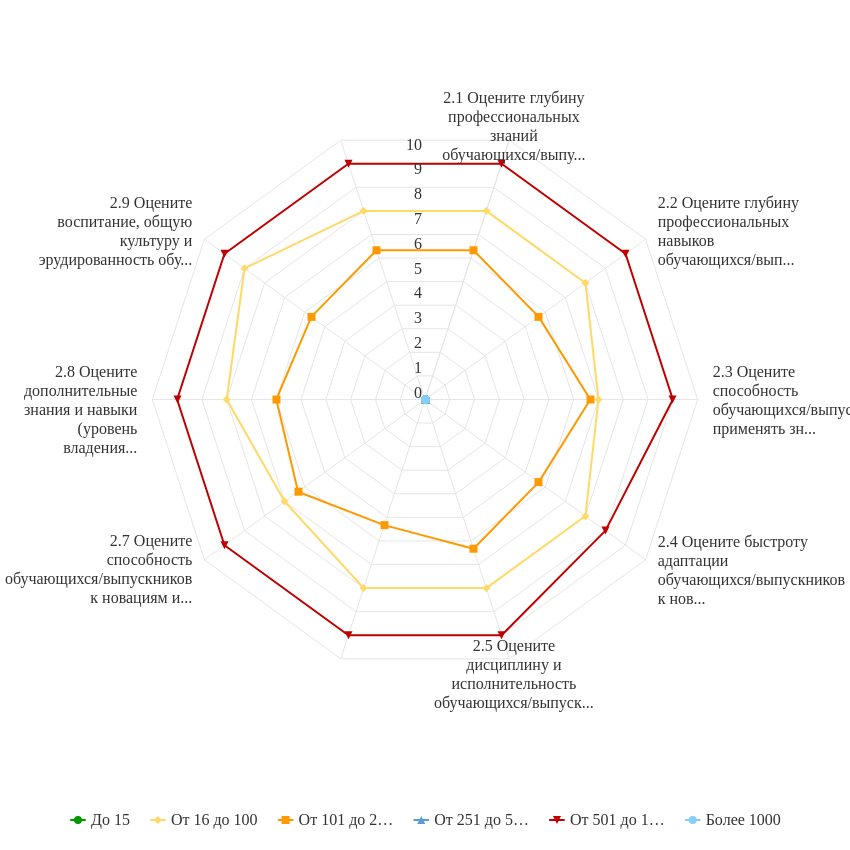 2.1 Оцените глубину
профессиональных
знаний
обучающихся/выпу...
10
9
8
7
6
5
4
3
2
1
0
2.2 Оцените глубину
профессиональных
навыков
обучающихся/вып...
2.3 Оцените
способность
обучающихся/выпус
применять зн...
2.4 Оцените быстроту
адаптации
обучающихся/выпускников
к нов...
2.5 Оцените
дисциплину и
исполнительность
обучающихся/выпуск...
2.7 Оцените
способность
обучающихся/выпускников
к новациям и...
2.8 Оцените
дополнительные
знания и навыки
(уровень
владения...
2.9 Оцените
воспитание, общую
культуру и
эрудированность обу...
До 15
От 16 до 100
От 101 до 2…
От 251 до 5…
От 501 до 1…
Более 1000